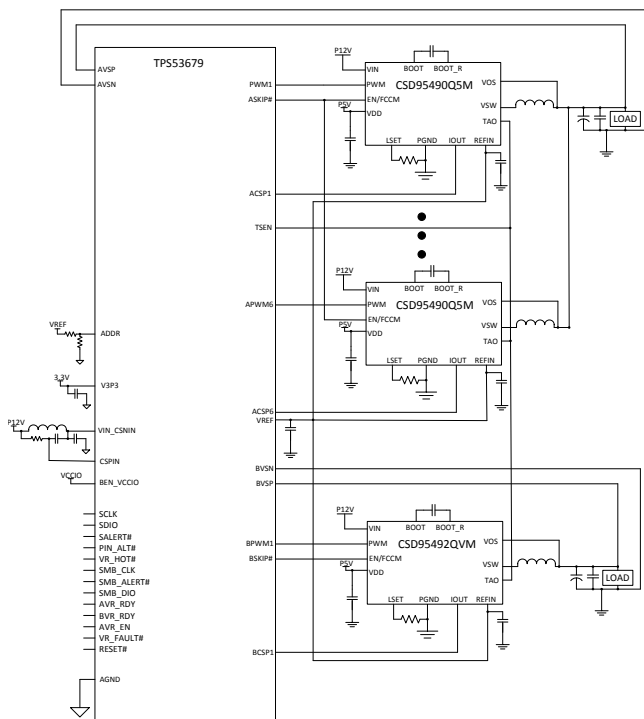 TPS53679
AVSP
AVSN
PWM1
ASKIP#
ACSP1
TSEN
APWM6
ACSP6
VREF
BVSN
BVSP
BPWM1
BSKIP#
BCSP1
VREF
ADDR
3.3V
V3P3
P12V
VIN_CSNIN
CSPIN
VCCIO
BEN_VCCIO
SCLK
SDIO
SALERT#
PIN_ALT#
VR_HOT#
SMB_CLK
SMB_ALERT#
SMB_DIO
AVR_RDY
BVR_RDY
AVR_EN
VR_FAULT#
RESET#
AGND
P12V
P5V
BOOT BOOT_R
VIN
CSD95490Q5M
PWM
EN/FCCM
VDD
VOS
VSW
TAO
LSET PGND IOUT REFIN
LOAD
P12V
P5V
BOOT BOOT_R
VIN
CSD95490Q5M
PWM
EN/FCCM
VDD
VOS
VSW
TAO
LSET PGND IOUT REFIN
P12V
P5V
BOOT BOOT_R
VIN
CSD95492QVM
PWM
EN/FCCM
VDD
VOS
VSW
TAO
LSET PGND IOUT REFIN
LOAD